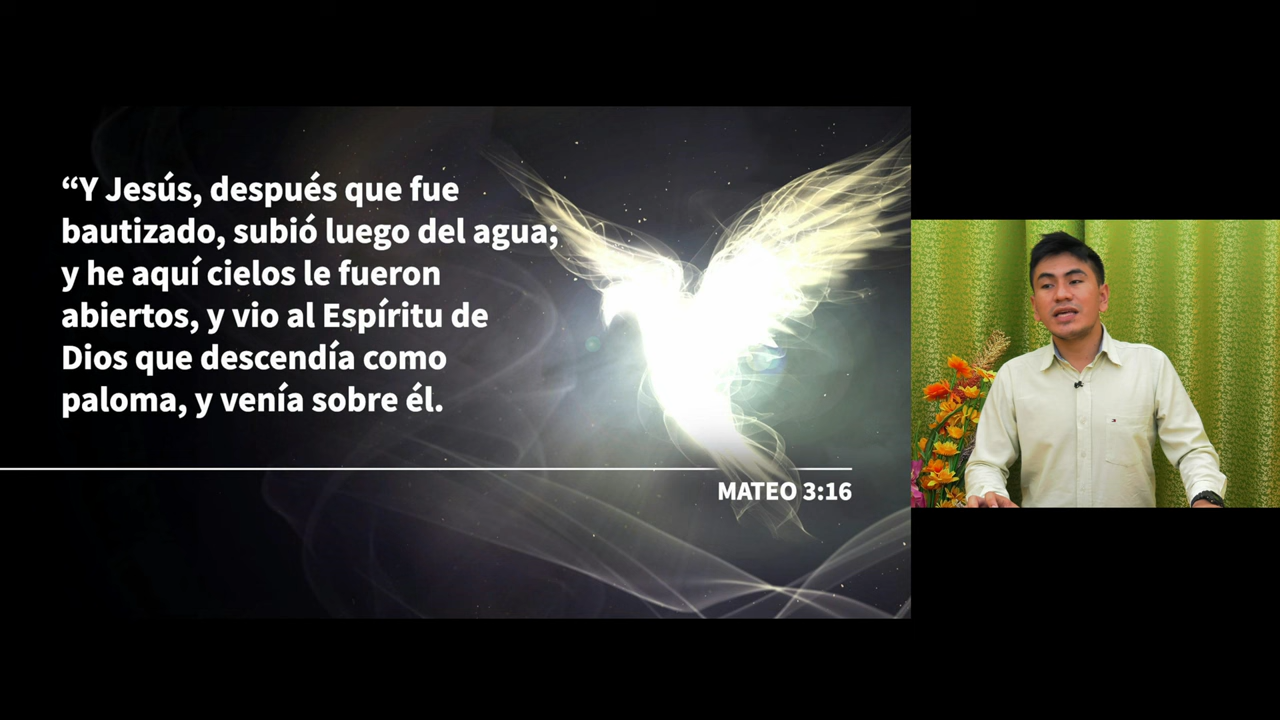 “Y Jesús, después que fue
bautizado, subió luego del agua;
y he aquí cielos le fueron
abiertos, y vio al Espíritu de
Dios que descendía como
paloma, y venía sobre él.
MATEO 3:16